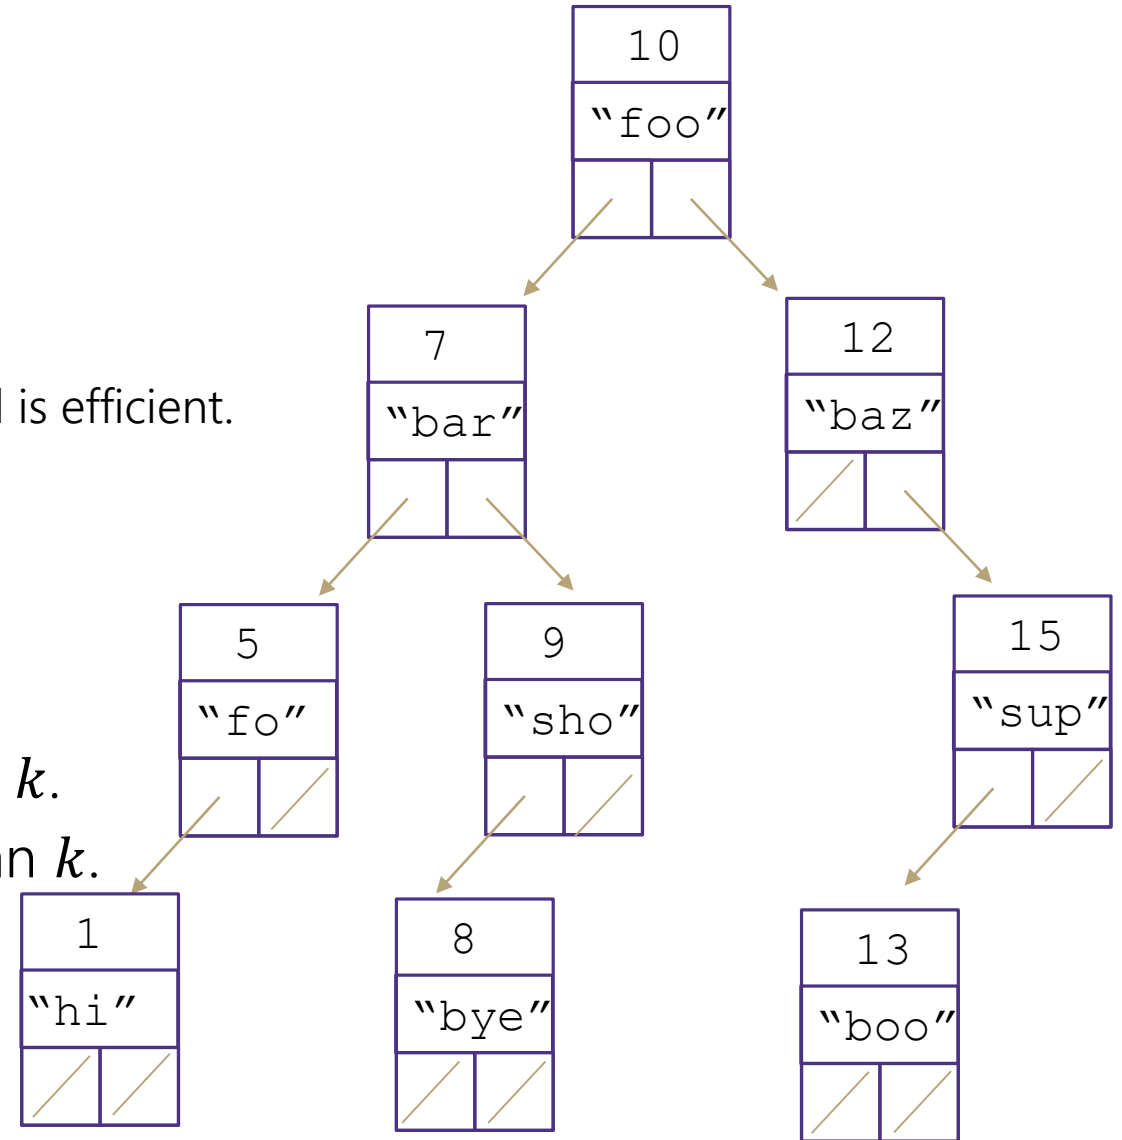 10
“foo”
7
12
“bar”
“baz”
is efficient.
5
9
15
“fo”
“sho”
“sup”
k.
k.
1
8
13
“hi”
“bye”
“boo”